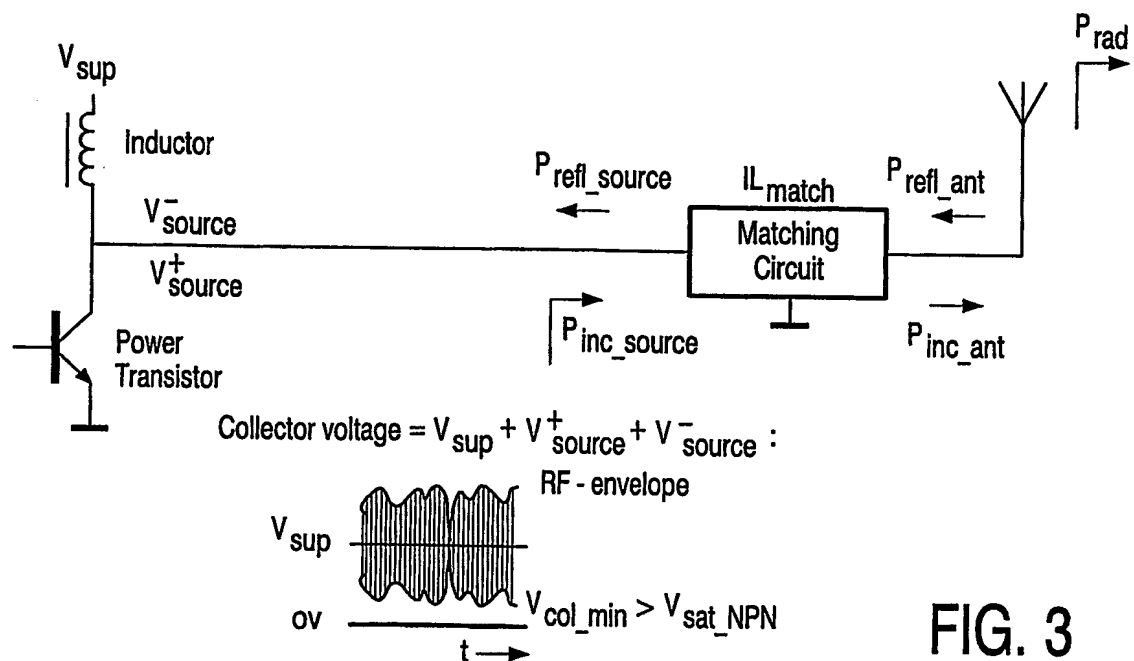 P_rad
V_sup
Inductor
P_refl_source
IL_match
P_refl_ant
V^-_source
Matching
Circuit
V^+_source
P_inc_source
P_inc_ant
Power
Transistor
Collector voltage = V_sup + V^+_source + V^-_source :
RF - envelope
V_sup
V_col_min > V_sat_NPN
0V
t
FIG. 3